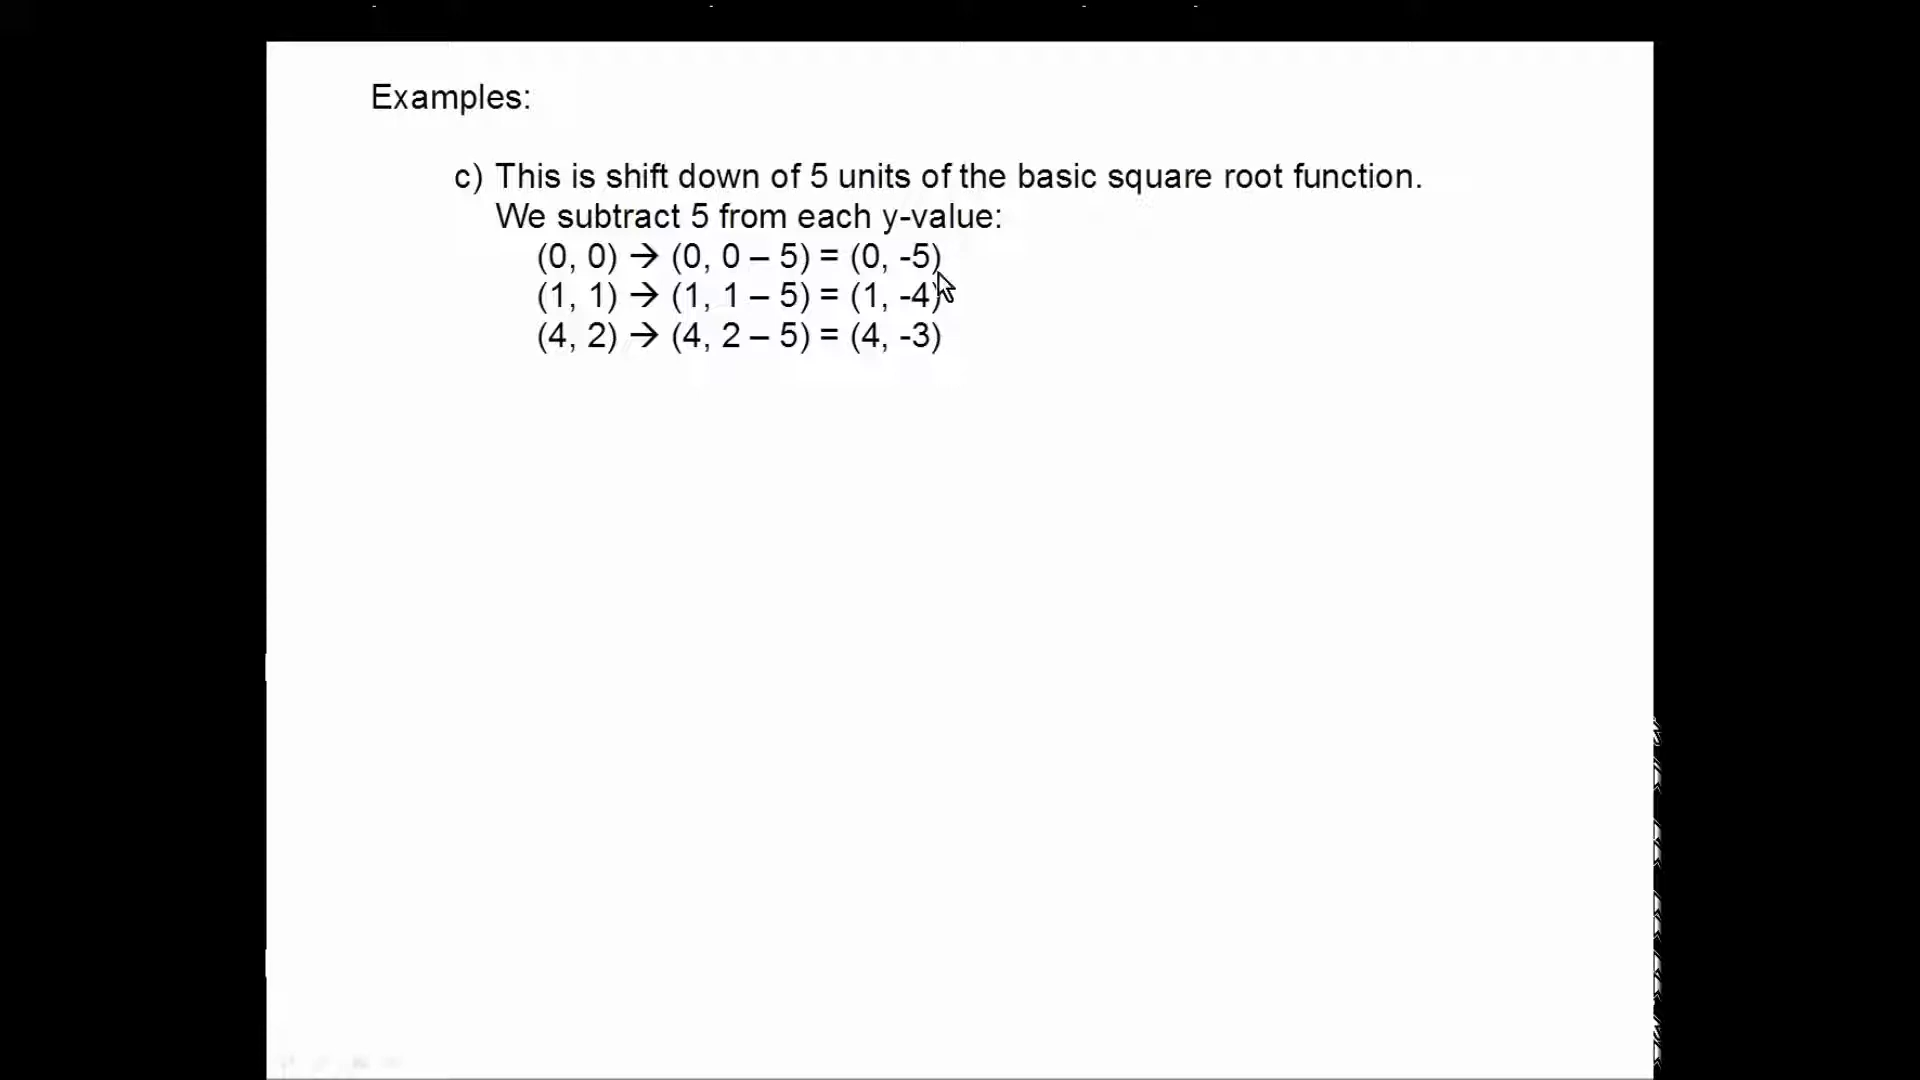 Examples:
c) This is shift down of 5 units of the basic square root function.
We subtract 5 from each y-value:
(0, 0) → (0, 0 – 5) = (0, -5)
(1, 1) → (1, 1 – 5) = (1, -4)
(4, 2) → (4, 2 – 5) = (4, -3)